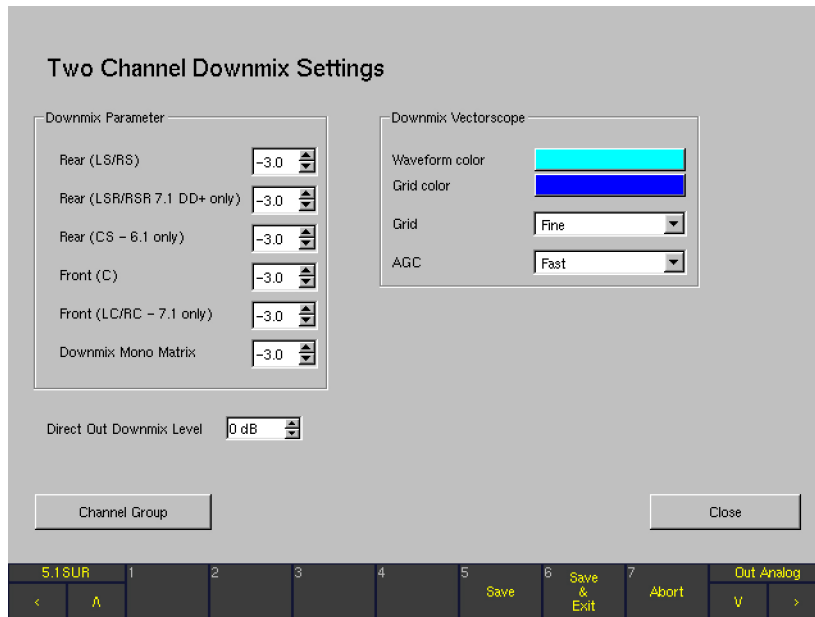 Two Channel Downmix Settings
Downmix Parameter
Rear (LS/RS) -3.0
Rear (LSR/RSR 7.1 DD+ only) -3.0
Rear (CS - 6.1 only) -3.0
Front (C) -3.0
Front (LC/RC - 7.1 only) -3.0
Downmix Mono Matrix -3.0
Downmix Vectorscope
Waveform color
Grid color
Grid Fine
AGC Fast
Direct Out Downmix Level 0 dB
Channel Group
Close
5.1SUR 1 2 3 4 5 6 7 Out Analog
< Λ Save Save & Exit Abort V >